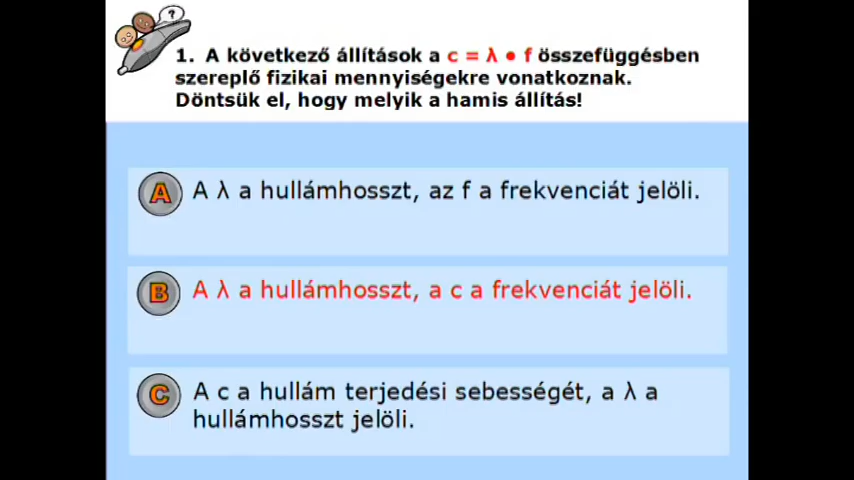 ?
1. A következő állítások a c = λ • f összefüggésben
szereplő fizikai mennyiségekre vonatkoznak.
Döntsük el, hogy melyik a hamis állítás!
A A λ a hullámhosszt, az f a frekvenciát jelöli.
B A λ a hullámhosszt, a c a frekvenciát jelöli.
C A c a hullám terjedési sebességét, a λ a
hullámhosszt jelöli.